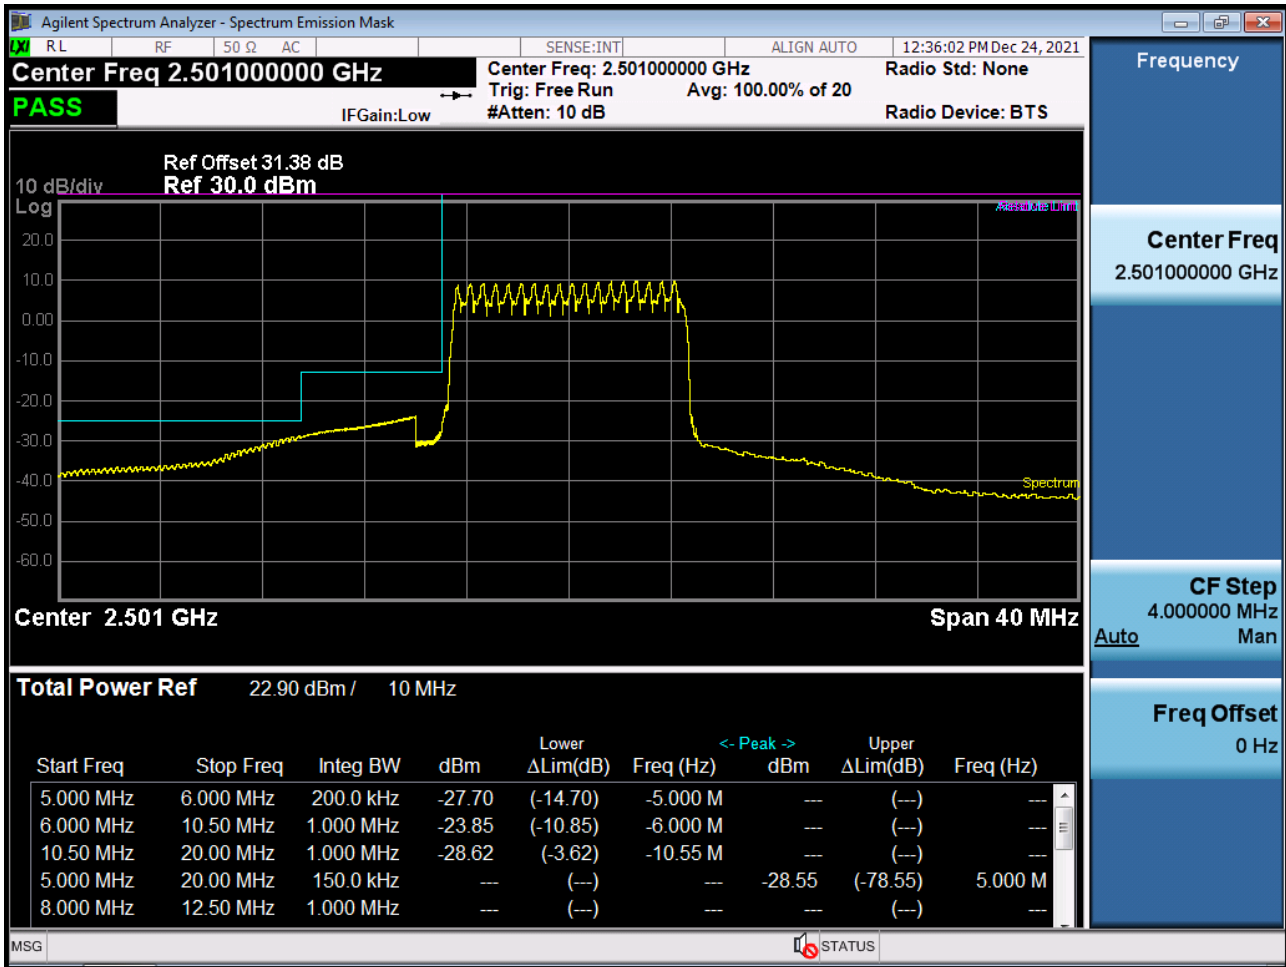 Agilent Spectrum Analyzer - Spectrum Emission Mask
LXI RL RF 50 Ω AC SENSE:INT ALIGN AUTO 12:36:02 PM Dec 24, 2021
Center Freq 2.501000000 GHz
PASS
IFGain:Low
Center Freq: 2.501000000 GHz
Trig: Free Run Avg: 100.00% of 20
#Atten: 10 dB
Radio Std: None
Radio Device: BTS
Frequency
Ref Offset 31.38 dB
10 dB/div Ref 30.0 dBm
Log
Absolute Limit
20.0
10.0
0.00
-10.0
-20.0
-30.0
-40.0
-50.0
-60.0
Spectrum
Center 2.501 GHz Span 40 MHz
Center Freq
2.501000000 GHz
CF Step
4.000000 MHz
Auto Man
Freq Offset
0 Hz
Total Power Ref 22.90 dBm / 10 MHz
Lower <- Peak -> Upper
Start Freq Stop Freq Integ BW dBm ΔLim(dB) Freq (Hz) dBm ΔLim(dB) Freq (Hz)
5.000 MHz 6.000 MHz 200.0 kHz -27.70 (-14.70) -5.000 M --- (---) ---
6.000 MHz 10.50 MHz 1.000 MHz -23.85 (-10.85) -6.000 M --- (---) ---
10.50 MHz 20.00 MHz 1.000 MHz -28.62 (-3.62) -10.55 M --- (---) ---
5.000 MHz 20.00 MHz 150.0 kHz --- (---) --- -28.55 (-78.55) 5.000 M
8.000 MHz 12.50 MHz 1.000 MHz --- (---) --- --- (---) ---
MSG STATUS